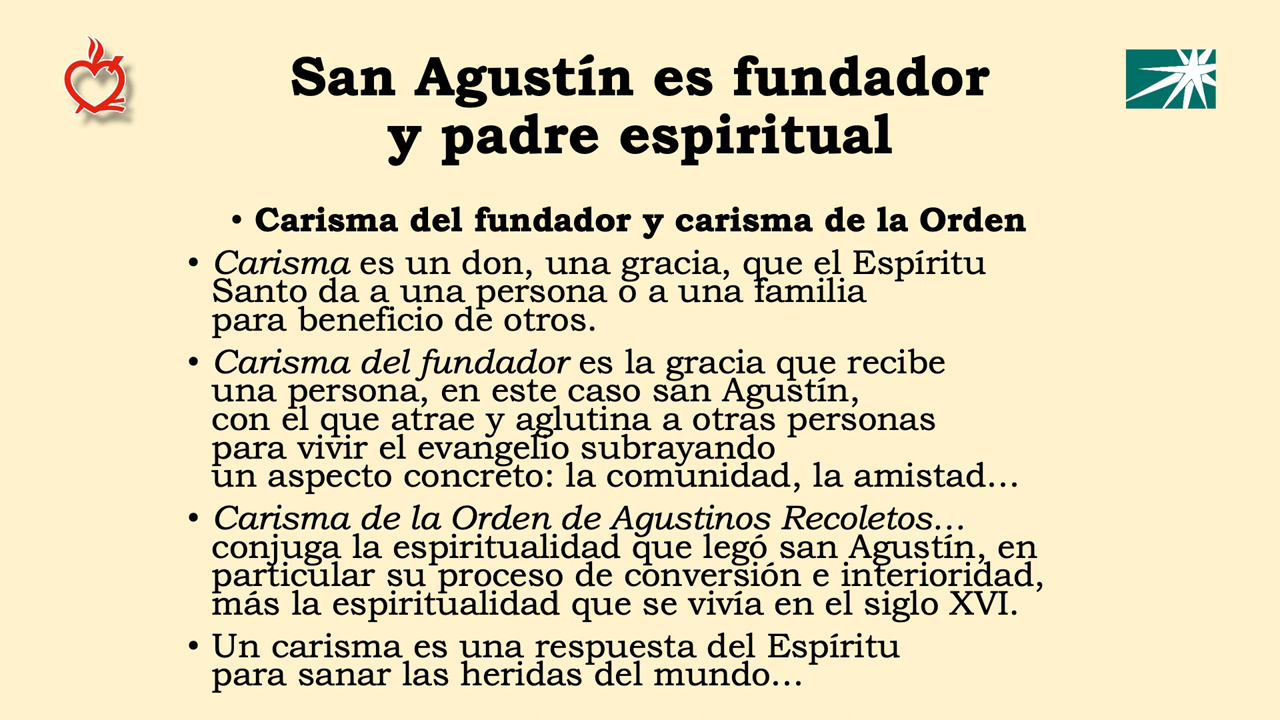 San Agustín es fundador
y padre espiritual
• Carisma del fundador y carisma de la Orden
• Carisma es un don, una gracia, que el Espíritu
Santo da a una persona o a una familia
para beneficio de otros.
• Carisma del fundador es la gracia que recibe
una persona, en este caso san Agustín,
con el que atrae y aglutina a otras personas
para vivir el evangelio subrayando
un aspecto concreto: la comunidad, la amistad…
• Carisma de la Orden de Agustinos Recoletos…
conjuga la espiritualidad que legó san Agustín, en
particular su proceso de conversión e interioridad,
más la espiritualidad que se vivía en el siglo XVI.
• Un carisma es una respuesta del Espíritu
para sanar las heridas del mundo…